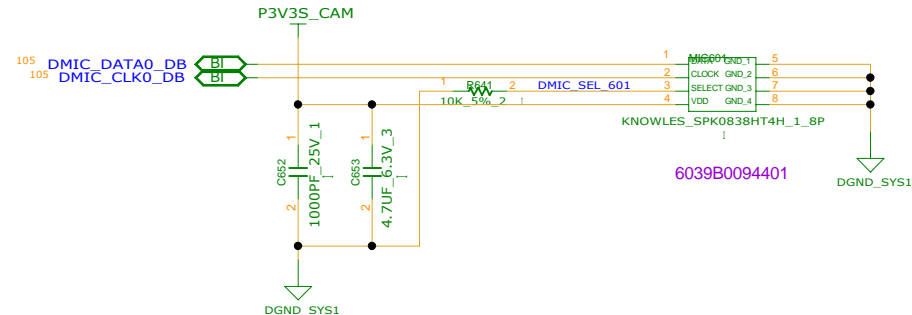 P3V3S_CAM
105 DMIC_DATA0_DB BI
105 DMIC_CLK0_DB BI
1 MIC601 DATA GND_1 5
2 CLOCK GND_2 6
1 R641 2 DMIC_SEL_601 3 SELECT GND_3 7
10K_5%_2 4 VDD GND_4 8
KNOWLES_SPK0838HT4H_1_8P
1 C652 1000PF_25V_1 2
1 C653 4.7UF_6.3V_3 2
6039B0094401
DGND_SYS1
DGND_SYS1